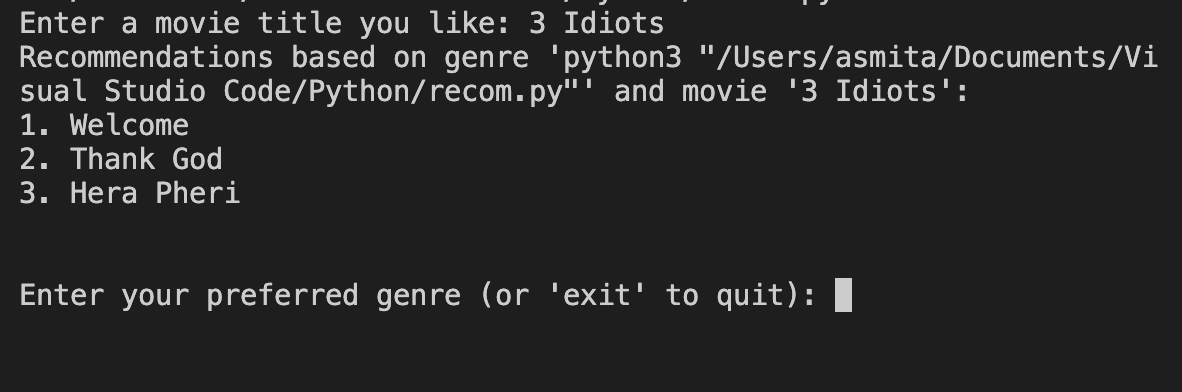 Enter a movie title you like: 3 Idiots
Recommendations based on genre 'python3 "/Users/asmita/Documents/Vi
sual Studio Code/Python/recom.py"' and movie '3 Idiots':
1. Welcome
2. Thank God
3. Hera Pheri
Enter your preferred genre (or 'exit' to quit):